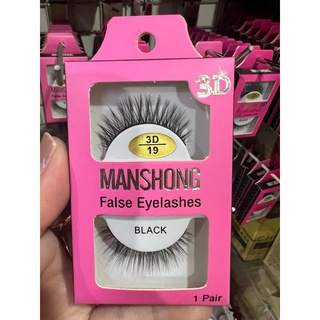 3D
3D
19
MANSHONG
False Eyelashes
BLACK
1 Pair